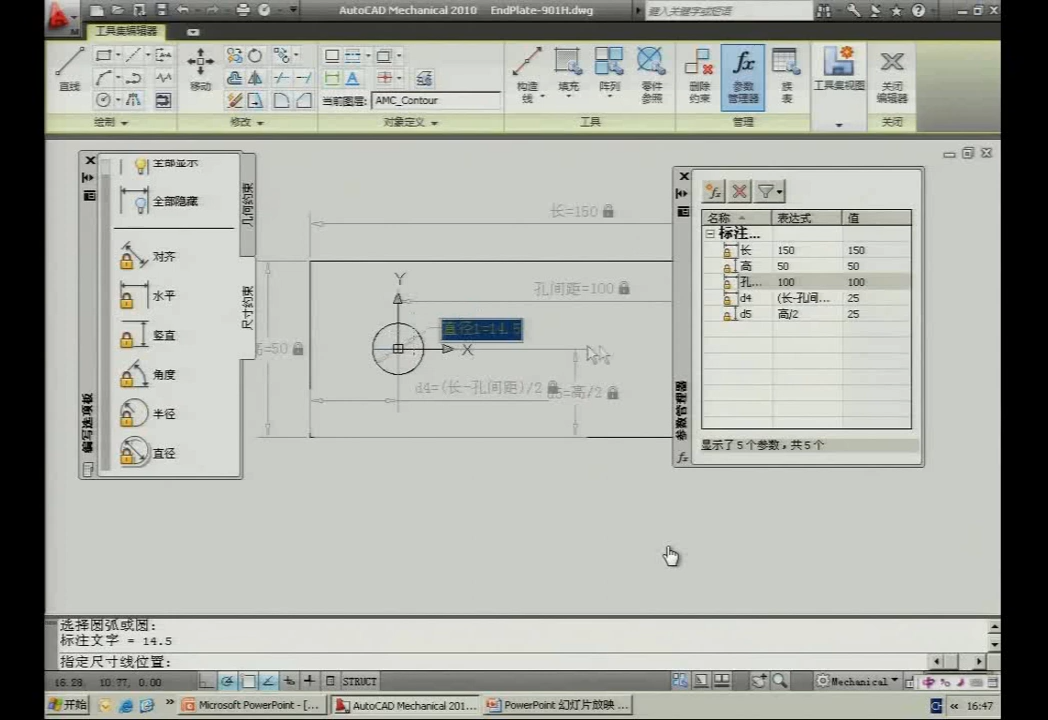 AutoCAD Mechanical 2010 EndPlate-901H.dwg
键入关键字或短语
工具集编辑器
直线
移动
当前图层: AMC_Contour
构造线
填充
阵列
零件参照
删除约束
参数管理器
族表
工具集视图
关闭编辑器
绘制
修改
对象定义
工具
管理
关闭
全部显示
全部隐藏
对齐
水平
竖直
角度
半径
直径
几何约束
尺寸约束
编写选项板
长=150
孔间距=100
直径1=14.5
Y
X
=50
d4=(长-孔间距)/2
=高/2
名称 表达式 值
标注...
长 150 150
高 50 50
孔... 100 100
d4 (长-孔间... 25
d5 高/2 25
显示了 5 个参数，共 5 个
参数管理器
选择圆弧或圆:
标注文字 = 14.5
指定尺寸线位置:
16.28, 10.77, 0.00
STRUCT
Mechanical
开始
Microsoft PowerPoint - [...
AutoCAD Mechanical 201...
PowerPoint 幻灯片放映 ...
16:47